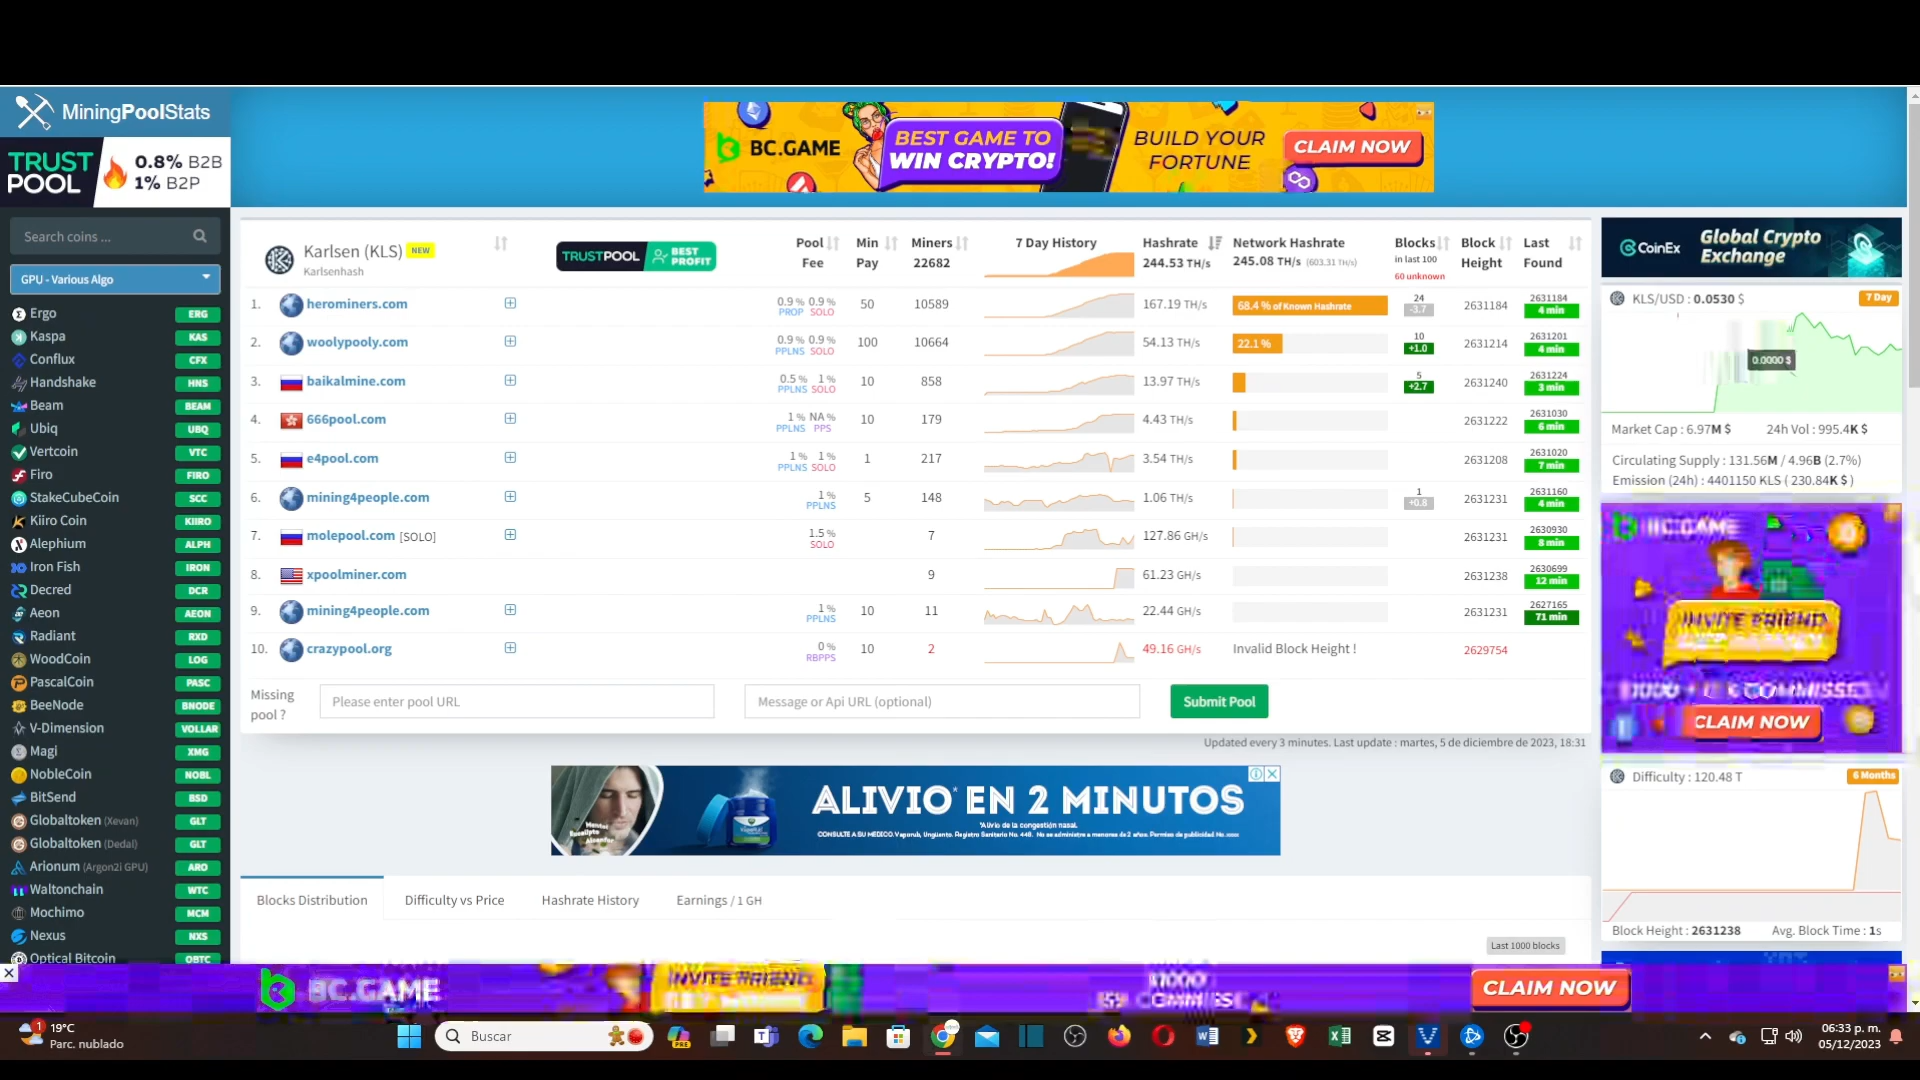 MiningPoolStats
TRUST POOL
0.8% B2B
1% B2P
Search coins ...
GPU - Various Algo
Ergo ERG
Kaspa KAS
Conflux CFX
Handshake HNS
Beam BEAM
Ubiq UBQ
Vertcoin VTC
Firo FIRO
StakeCubeCoin SCC
Kiiro Coin KIIRO
Alephium ALPH
Iron Fish IRON
Decred DCR
Aeon AEON
Radiant RXD
WoodCoin LOG
PascalCoin PASC
BeeNode BNODE
V-Dimension VOLLAR
Magi XMG
NobleCoin NOBL
BitSend BSD
Globaltoken (Xevan) GLT
Globaltoken (Dedal) GLT
Arionum (Argon2i GPU) ARO
Waltonchain WTC
Mochimo MCM
Nexus NXS
Optical Bitcoin OBTC
BC.GAME
BEST GAME TO
WIN CRYPTO!
BUILD YOUR
FORTUNE
CLAIM NOW
Karlsen (KLS) NEW
Karlsenhash
TRUSTPOOL BEST PROFIT
Pool Fee
Min Pay
Miners 22682
7 Day History
Hashrate 244.53 TH/s
Network Hashrate 245.08 TH/s (603.31 TH/s)
Blocks in last 100 60 unknown
Block Height
Last Found
1. herominers.com 0.9 % PROP 0.9 % SOLO 50 10589 167.19 TH/s 68.4 % of Known Hashrate 24 -3.7 2631184 2631184 4 min
2. woolypooly.com 0.9 % PPLNS 0.9 % SOLO 100 10664 54.13 TH/s 22.1 % 10 +1.0 2631214 2631201 4 min
3. baikalmine.com 0.5 % PPLNS 1 % SOLO 10 858 13.97 TH/s 5 +2.7 2631240 2631224 3 min
4. 666pool.com 1 % PPLNS NA % PPS 10 179 4.43 TH/s 2631222 2631030 6 min
5. e4pool.com 1 % PPLNS 1 % SOLO 1 217 3.54 TH/s 2631208 2631020 7 min
6. mining4people.com 1 % PPLNS 5 148 1.06 TH/s 1 +0.8 2631231 2631160 4 min
7. molepool.com [SOLO] 1.5 % SOLO 7 127.86 GH/s 2631231 2630930 8 min
8. xpoolminer.com 9 61.23 GH/s 2631238 2630699 12 min
9. mining4people.com 1 % PPLNS 10 11 22.44 GH/s 2631231 2627165 71 min
10. crazypool.org 0 % RBPPS 10 2 49.16 GH/s Invalid Block Height ! 2629754
Missing pool ?
Please enter pool URL
Message or Api URL (optional)
Submit Pool
Updated every 3 minutes. Last update : martes, 5 de diciembre de 2023, 18:31
ALIVIO* EN 2 MINUTOS
*Alivio de la congestión nasal.
Blocks Distribution
Difficulty vs Price
Hashrate History
Earnings / 1 GH
Last 1000 blocks
CoinEx
Global Crypto
Exchange
KLS/USD : 0.0530 $
7 Day
0.0000 $
Market Cap : 6.97M $ 24h Vol : 995.4K $
Circulating Supply : 131.56M / 4.96B (2.7%)
Emission (24h) : 4401150 KLS ( 230.84K $ )
BC.GAME
INVITE FRIEND
CLAIM NOW
Difficulty : 120.48 T
6 Months
Block Height : 2631238 Avg. Block Time : 1s
BC.GAME
INVITE FRIEND
CLAIM NOW
1
19°C
Parc. nublado
Buscar
PRE
06:33 p. m.
05/12/2023